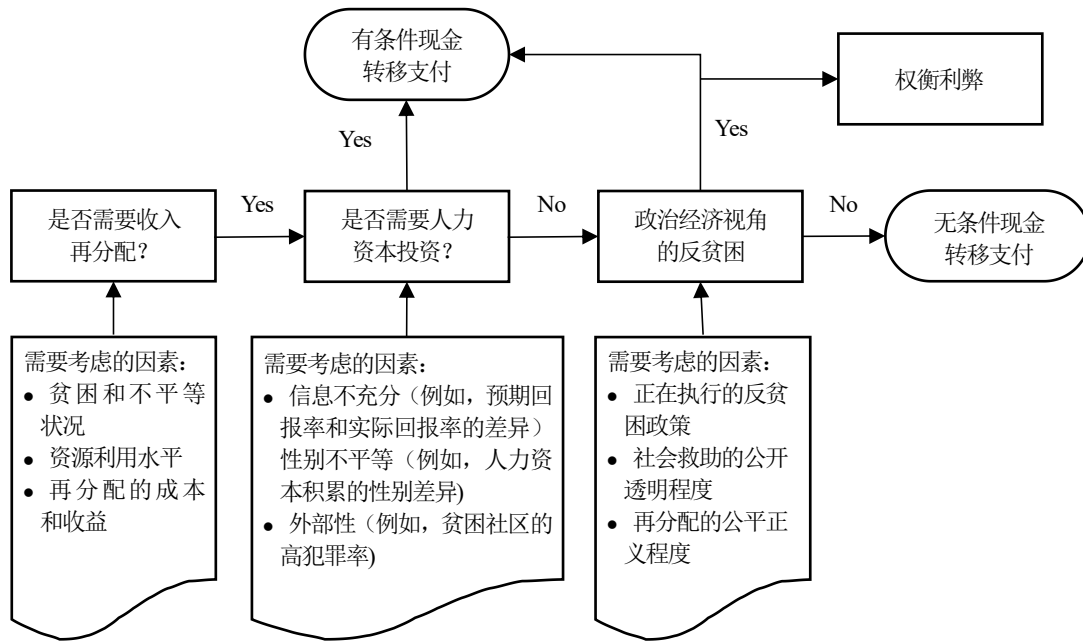 有条件现金
转移支付
权衡利弊
Yes
Yes
是否需要收入
再分配？
Yes
是否需要人力
资本投资？
No
政治经济视角
的反贫困
No
无条件现金
转移支付
需要考虑的因素：
● 贫困和不平等
状况
● 资源利用水平
● 再分配的成本
和收益
需要考虑的因素：
● 信息不充分（例如，预期回
报率和实际回报率的差异）
性别不平等（例如，人力资
本积累的性别差异)
● 外部性（例如，贫困社区的
高犯罪率)
需要考虑的因素：
● 正在执行的反贫
困政策
● 社会救助的公开
透明程度
● 再分配的公平正
义程度